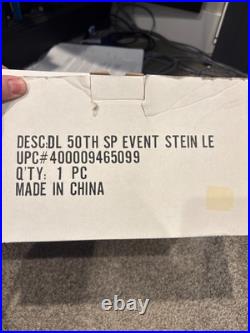 DESC:DL 50TH SP EVENT STEIN LE
UPC#400009465099
Q'TY: 1 PC
MADE IN CHINA